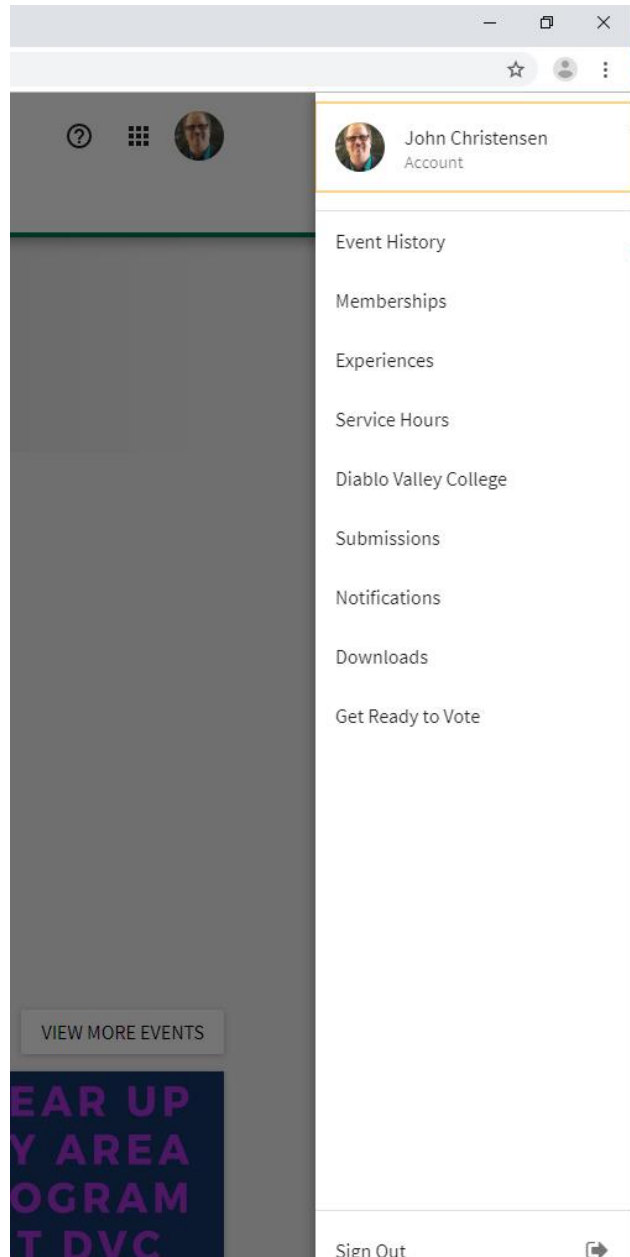 John Christensen
Account
Event History
Memberships
Experiences
Service Hours
Diablo Valley College
Submissions
Notifications
Downloads
Get Ready to Vote
VIEW MORE EVENTS
EAR UP
Y AREA
OGRAM
T DVC
Sign Out